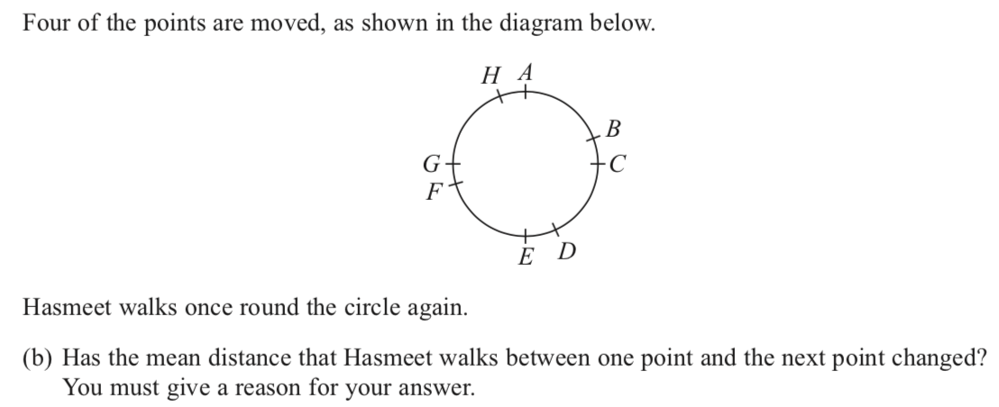 Four of the points are moved, as shown in the diagram below.
H A
B
G C
F
E D
Hasmeet walks once round the circle again.
(b) Has the mean distance that Hasmeet walks between one point and the next point changed?
You must give a reason for your answer.